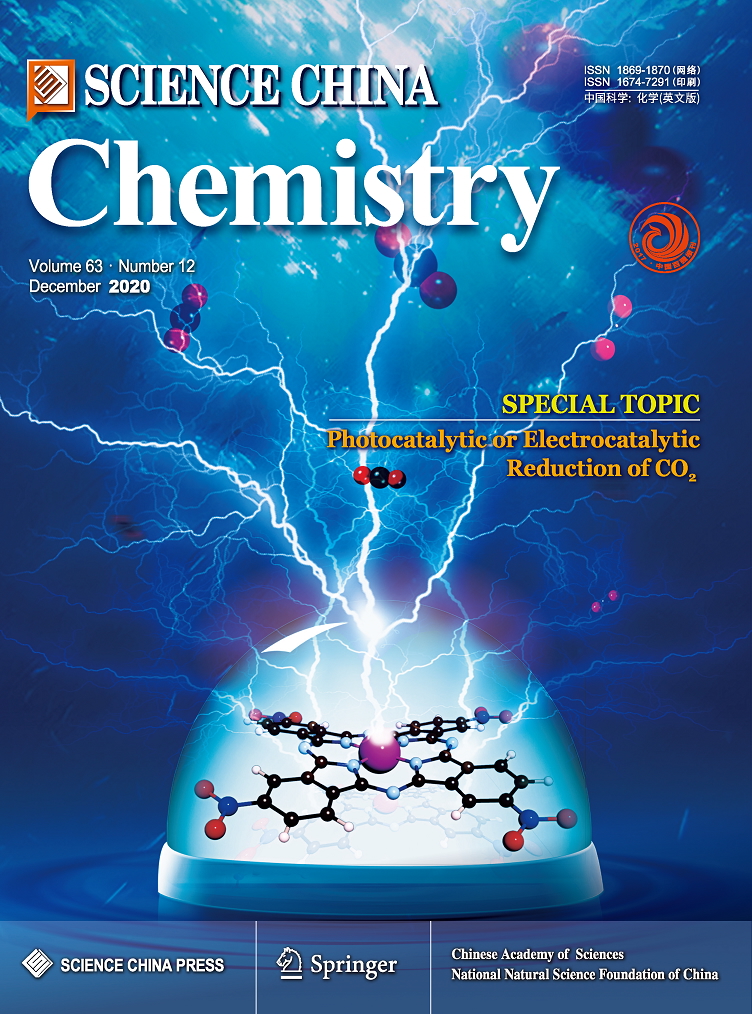 SCIENCE CHINA
Chemistry
ISSN 1869-1870(网络)
ISSN 1674-7291(印刷)
中国科学: 化学(英文版)
Volume 63 · Number 12
December 2020
SPECIAL TOPIC
Photocatalytic or Electrocatalytic
Reduction of CO₂
SCIENCE CHINA PRESS
Springer
Chinese Academy of Sciences
National Natural Science Foundation of China